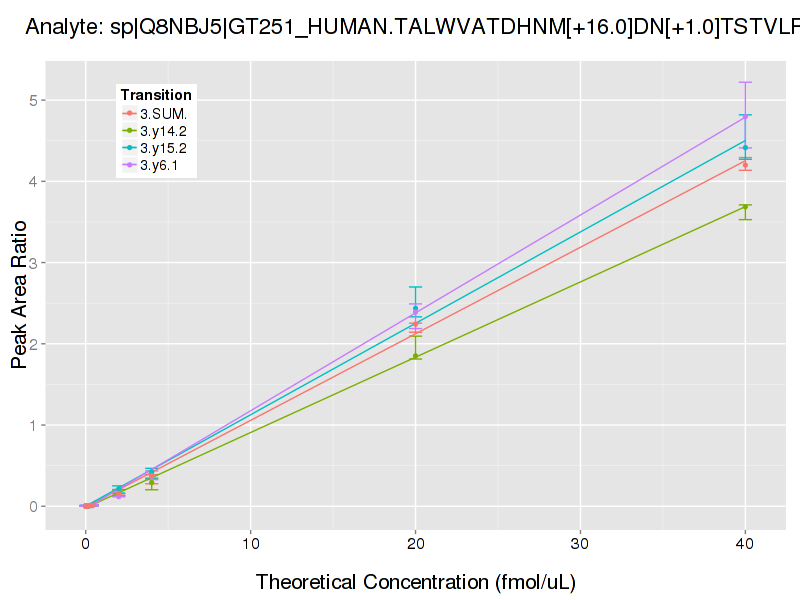 Analyte: sp|Q8NBJ5|GT251_HUMAN.TALWVATDHNM[+16.0]DN[+1.0]TSTVLF
Transition
3.SUM.
3.y14.2
3.y15.2
3.y6.1
Peak Area Ratio
5
4
3
2
1
0
0 10 20 30 40
Theoretical Concentration (fmol/uL)